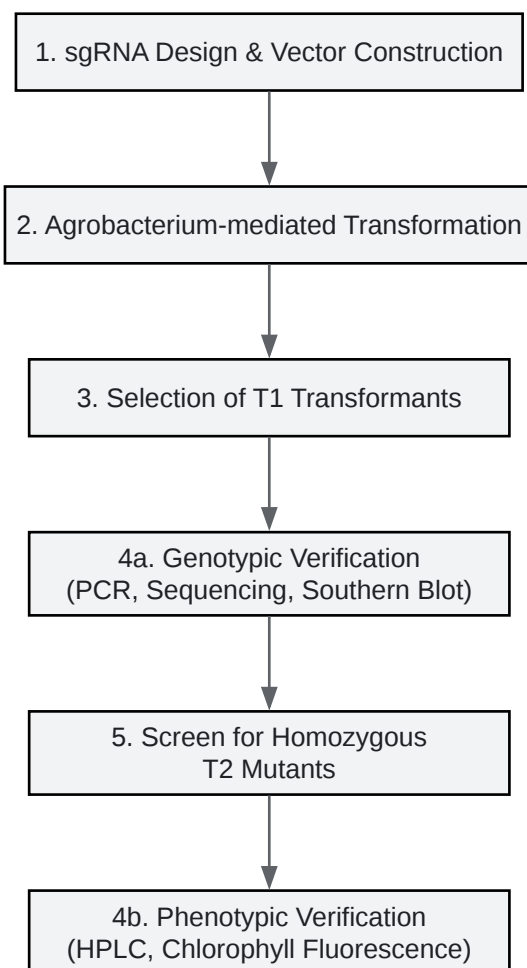 1. sgRNA Design & Vector Construction
2. Agrobacterium-mediated Transformation
3. Selection of T1 Transformants
4a. Genotypic Verification
(PCR, Sequencing, Southern Blot)
5. Screen for Homozygous
T2 Mutants
4b. Phenotypic Verification
(HPLC, Chlorophyll Fluorescence)